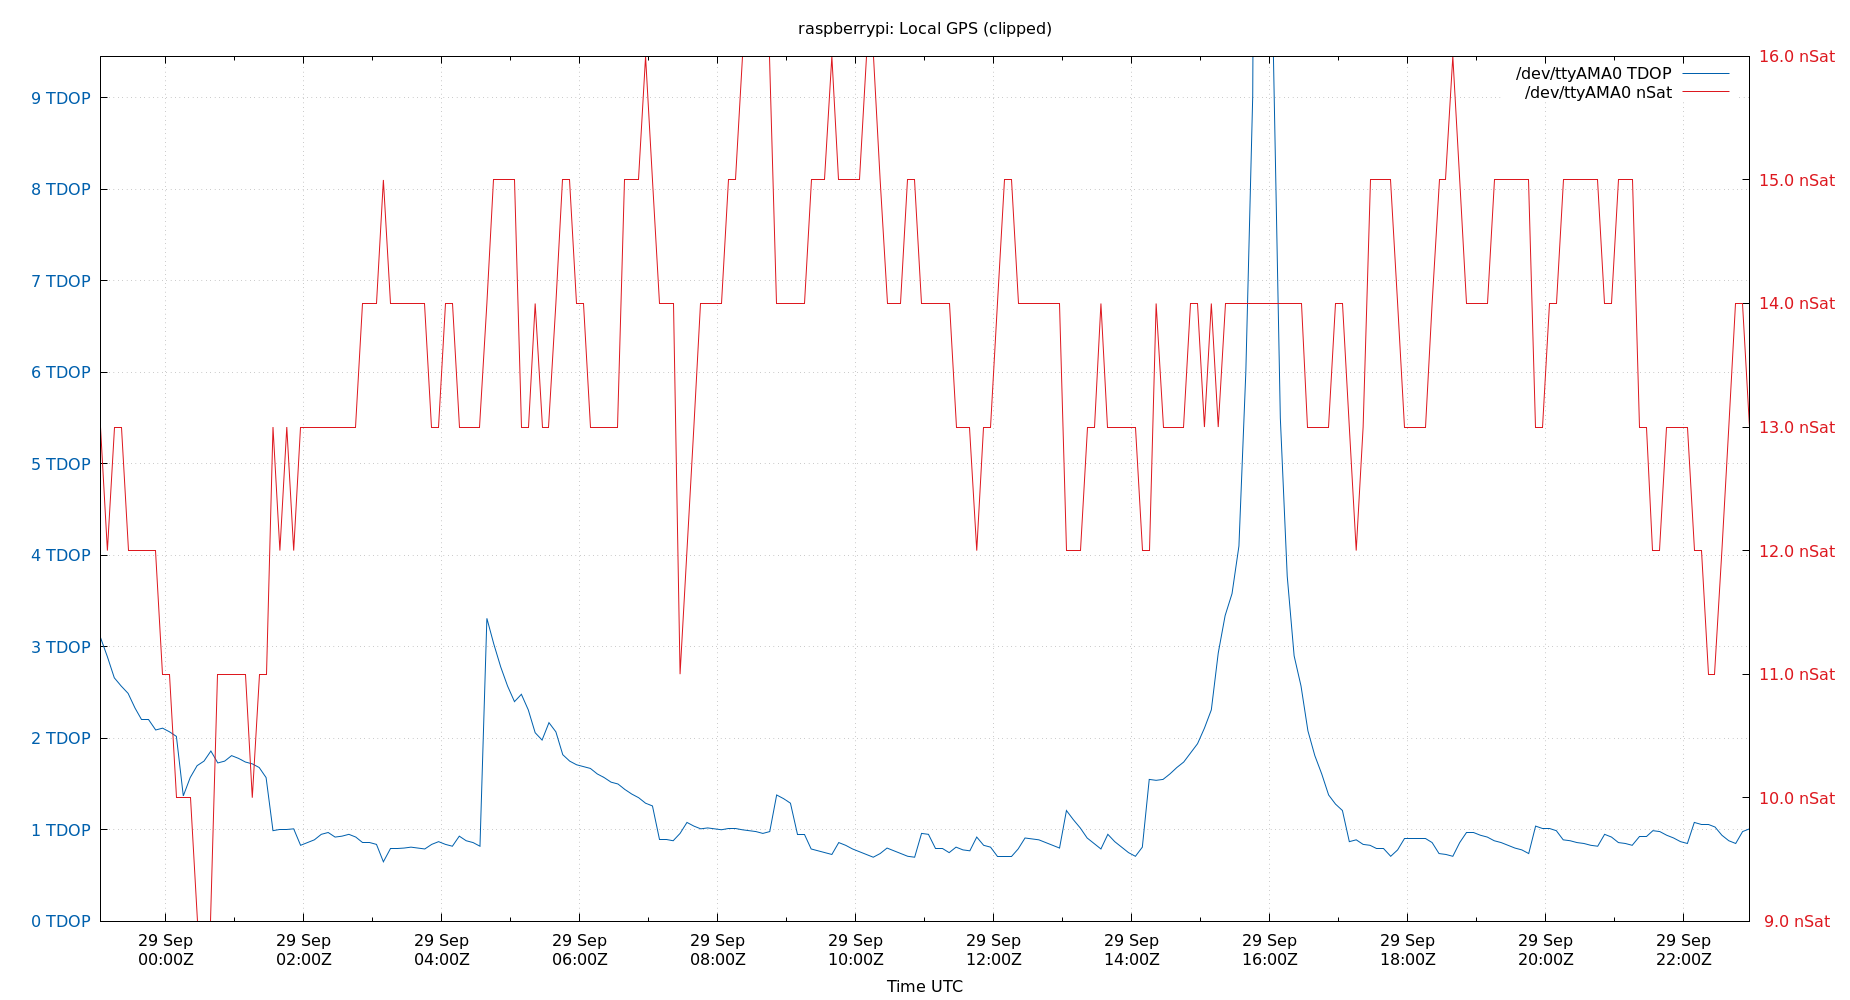 raspberrypi: Local GPS (clipped)
16.0 nSat
/dev/ttyAMA0 TDOP
/dev/ttyAMA0 nSat
9 TDOP
8 TDOP
15.0 nSat
7 TDOP
14.0 nSat
6 TDOP
13.0 nSat
5 TDOP
4 TDOP
12.0 nSat
3 TDOP
11.0 nSat
2 TDOP
10.0 nSat
1 TDOP
0 TDOP
9.0 nSat
29 Sep 29 Sep 29 Sep 29 Sep 29 Sep 29 Sep 29 Sep 29 Sep 29 Sep 29 Sep 29 Sep 29 Sep
00:00Z 02:00Z 04:00Z 06:00Z 08:00Z 10:00Z 12:00Z 14:00Z 16:00Z 18:00Z 20:00Z 22:00Z
Time UTC